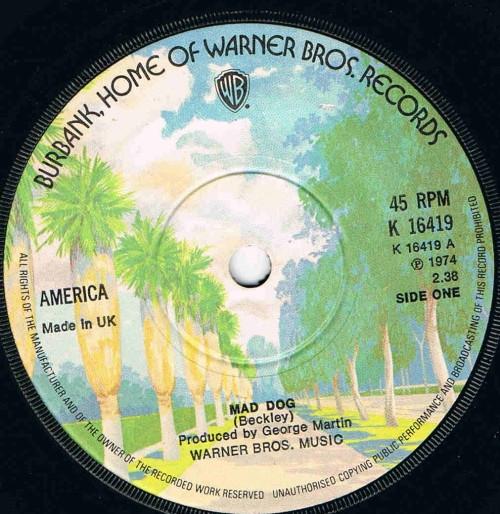 BURBANK, HOME OF WARNER BROS. RECORDS
WB
45 RPM
K 16419
K 16419 A
℗ 1974
2.38
SIDE ONE
AMERICA
Made in UK
MAD DOG
(Beckley)
Produced by George Martin
WARNER BROS. MUSIC
ALL RIGHTS OF THE MANUFACTURER AND OF THE OWNER OF THE RECORDED WORK RESERVED UNAUTHORISED COPYING PUBLIC PERFORMANCE AND BROADCASTING OF THIS RECORD PROHIBITED